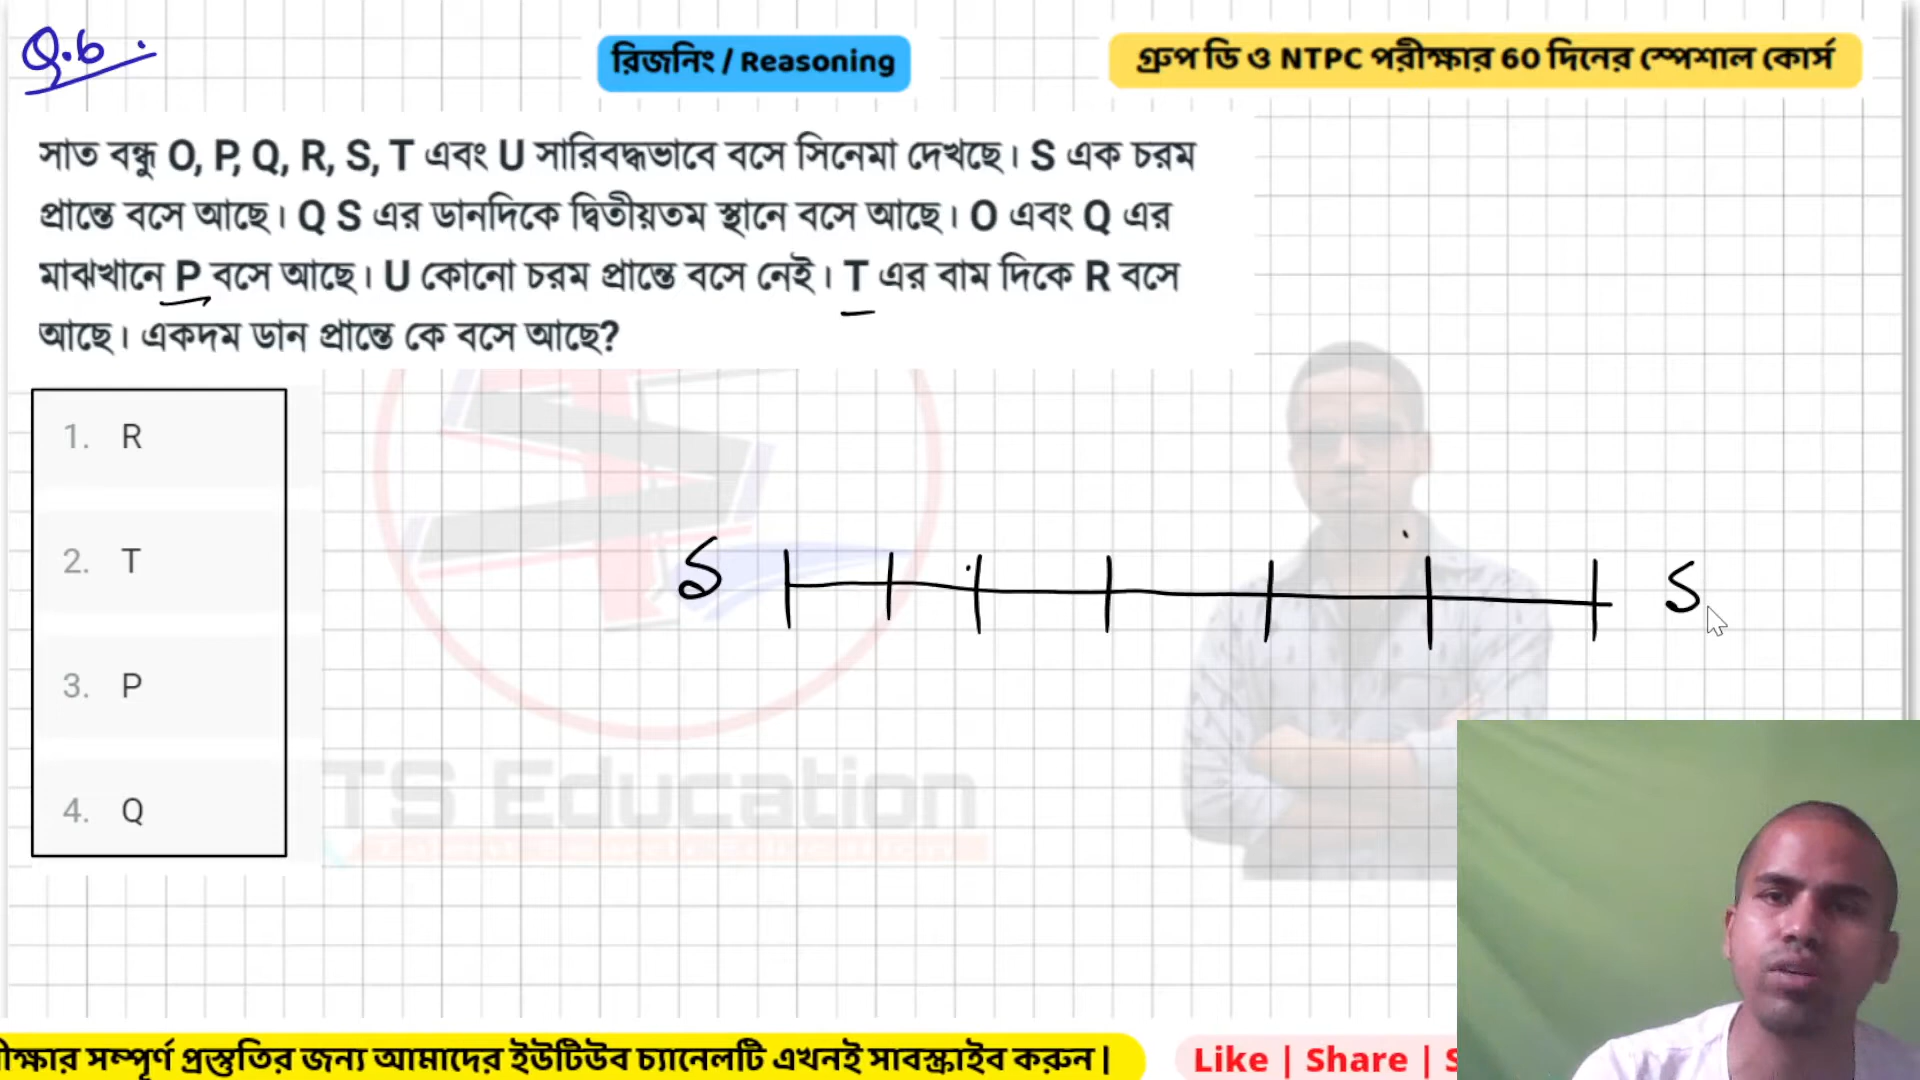 Q.6
রিজনিং / Reasoning
গ্রুপ ডি ও NTPC পরীক্ষার 60 দিনের স্পেশাল কোর্স
সাত বন্ধু O, P, Q, R, S, T এবং U সারিবদ্ধভাবে বসে সিনেমা দেখছে। S এক চরম
প্রান্তে বসে আছে। Q S এর ডানদিকে দ্বিতীয়তম স্থানে বসে আছে। O এবং Q এর
মাঝখানে P বসে আছে। U কোনো চরম প্রান্তে বসে নেই। T এর বাম দিকে R বসে
আছে। একদম ডান প্রান্তে কে বসে আছে?
1. R
2. T
3. P
4. Q
S S
TS Education
সম্পূর্ণ প্রস্তুতির জন্য আমাদের ইউটিউব চ্যানেলটি এখনই সাবস্ক্রাইব করুন |
Like | Share |